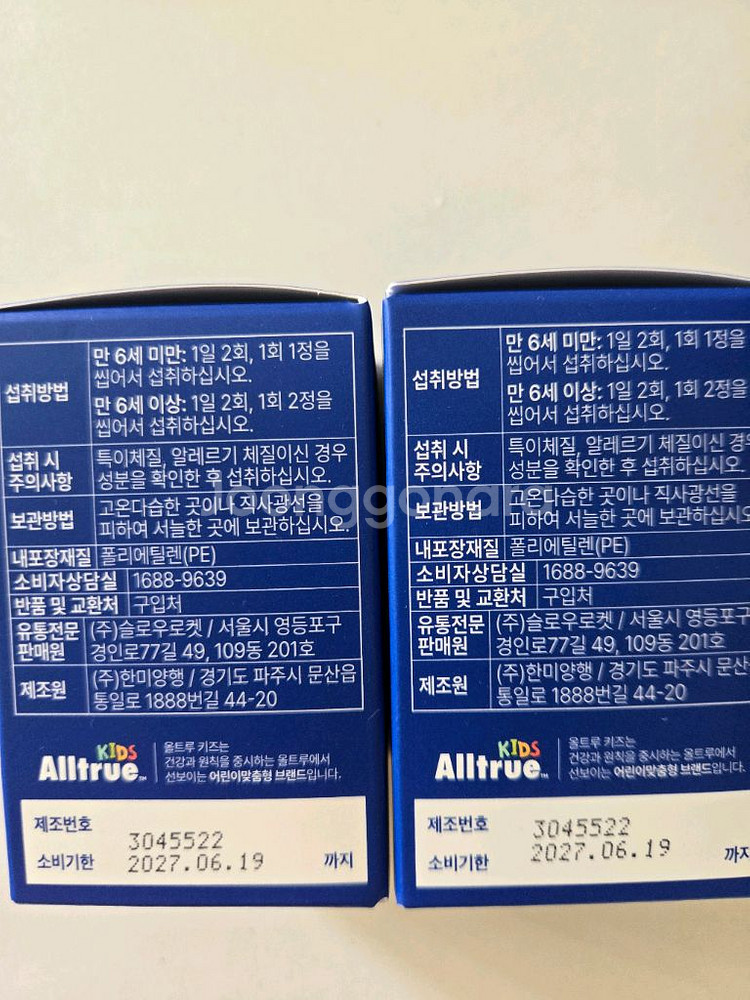 섭취방법
만 6세 미만: 1일 2회, 1회 1정을
씹어서 섭취하십시오.
만 6세 이상: 1일 2회, 1회 2정을
씹어서 섭취하십시오.
섭취 시
주의사항
특이체질, 알레르기 체질이신 경우
성분을 확인한 후 섭취하십시오.
보관방법
고온다습한 곳이나 직사광선을
피하여 서늘한 곳에 보관하십시오.
내포장재질 폴리에틸렌(PE)
소비자상담실 1688-9639
반품 및 교환처 구입처
유통전문
판매원
(주)슬로우로켓 / 서울시 영등포구
경인로77길 49, 109동 201호
제조원
(주)한미양행 / 경기도 파주시 문산읍
통일로 1888번길 44-20
KIDS
Alltrue™
올트루 키즈는
건강과 원칙을 중시하는 올트루에서
선보이는 어린이맞춤형 브랜드입니다.
제조번호 3045522
소비기한 2027.06.19 까지
섭취방법
만 6세 미만: 1일 2회, 1회 1정을
씹어서 섭취하십시오.
만 6세 이상: 1일 2회, 1회 2정을
씹어서 섭취하십시오.
섭취 시
주의사항
특이체질, 알레르기 체질이신 경우
성분을 확인한 후 섭취하십시오.
보관방법
고온다습한 곳이나 직사광선을
피하여 서늘한 곳에 보관하십시오
내포장재질 폴리에틸렌(PE)
소비자상담실 1688-9639
반품 및 교환처 구입처
유통전문
판매원
(주)슬로우로켓 / 서울시 영등포구
경인로77길 49, 109동 201호
제조원
(주)한미양행 / 경기도 파주시 문산
통일로 1888번길 44-20
KIDS
Alltrue™
올트루 키즈는
건강과 원칙을 중시하는 올트루에서
선보이는 어린이맞춤형 브랜드입니다.
제조번호 3045522
소비기한 2027.06.19 까지
joonggonara